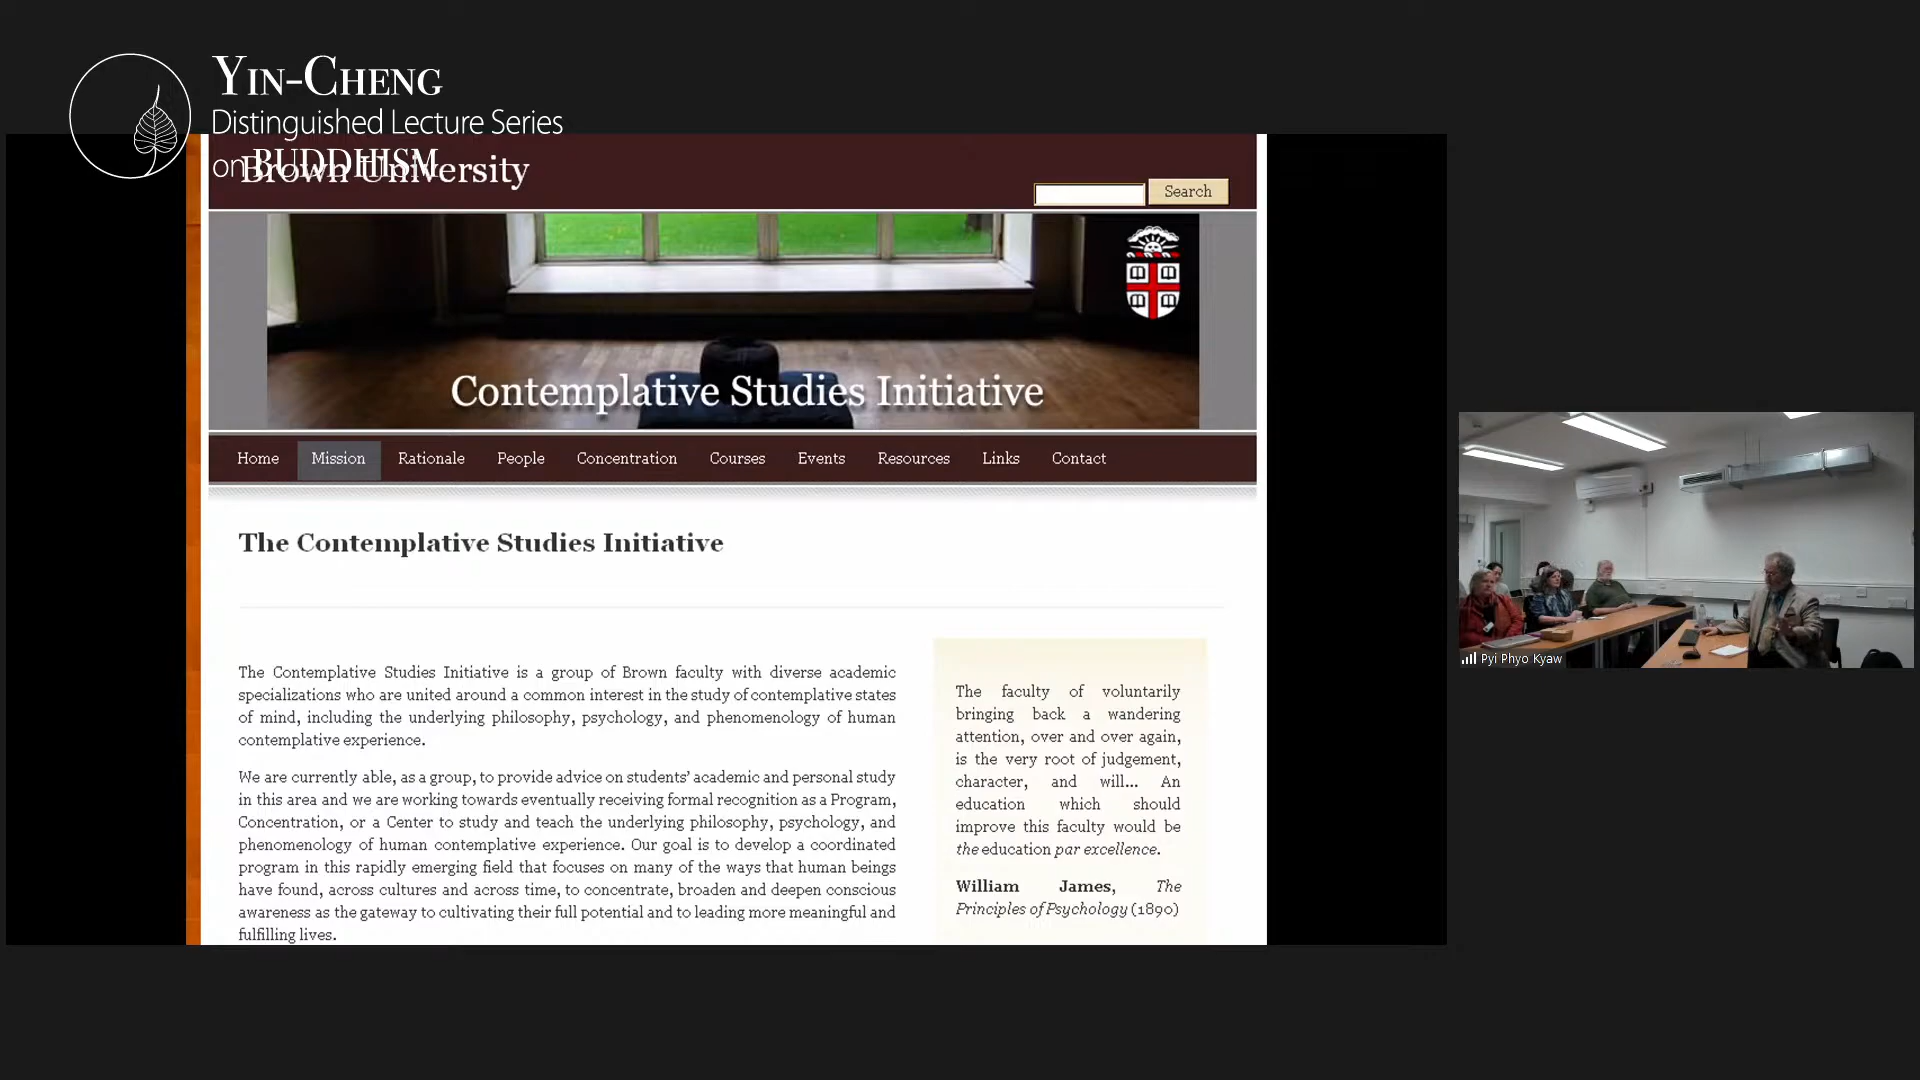 YIN-CHENG
Distinguished Lecture Series
on BUDDHISM
Brown University
Search
Contemplative Studies Initiative
Home Mission Rationale People Concentration Courses Events Resources Links Contact
The Contemplative Studies Initiative
The Contemplative Studies Initiative is a group of Brown faculty with diverse academic
specializations who are united around a common interest in the study of contemplative states
of mind, including the underlying philosophy, psychology, and phenomenology of human
contemplative experience.
We are currently able, as a group, to provide advice on students' academic and personal study
in this area and we are working towards eventually receiving formal recognition as a Program,
Concentration, or a Center to study and teach the underlying philosophy, psychology, and
phenomenology of human contemplative experience. Our goal is to develop a coordinated
program in this rapidly emerging field that focuses on many of the ways that human beings
have found, across cultures and across time, to concentrate, broaden and deepen conscious
awareness as the gateway to cultivating their full potential and to leading more meaningful and
fulfilling lives.
The faculty of voluntarily
bringing back a wandering
attention, over and over again,
is the very root of judgement,
character, and will... An
education which should
improve this faculty would be
the education par excellence.
William James, The
Principles of Psychology (1890)
Pyi Phyo Kyaw